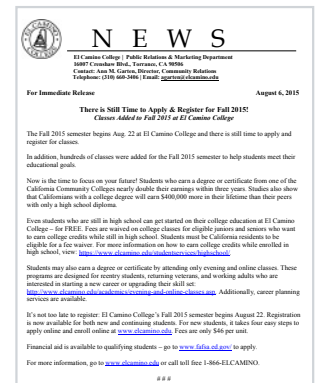 N E W S
El Camino College | Public Relations & Marketing Department
16007 Crenshaw Blvd., Torrance, CA 90506
Contact: Ann M. Garten, Director, Community Relations
Telephone: (310) 660-3406 | Email: agarten@elcamino.edu
For Immediate Release August 6, 2015
There is Still Time to Apply & Register for Fall 2015!
Classes Added to Fall 2015 at El Camino College
The Fall 2015 semester begins Aug. 22 at El Camino College and there is still time to apply and
register for classes.
In addition, hundreds of classes were added for the Fall 2015 semester to help students meet their
educational goals.
Now is the time to focus on your future! Students who earn a degree or certificate from one of the
California Community Colleges nearly double their earnings within three years. Studies also show
that Californians with a college degree will earn $400,000 more in their lifetime than their peers
with only a high school diploma.
Even students who are still in high school can get started on their college education at El Camino
College – for FREE. Fees are waived on college classes for eligible juniors and seniors who want
to earn college credits while still in high school. Students must be California residents to be
eligible for a fee waiver. For more information on how to earn college credits while enrolled in
high school, view: https://www.elcamino.edu/studentservices/highschool/.
Students may also earn a degree or certificate by attending only evening and online classes. These
programs are designed for reentry students, returning veterans, and working adults who are
interested in starting a new career or upgrading their skill set:
http://www.elcamino.edu/academics/evening-and-online-classes.asp. Additionally, career planning
services are available.
It's not too late to register: El Camino College's Fall 2015 semester begins August 22. Registration
is now available for both new and continuing students. For new students, it takes four easy steps to
apply online and enroll online at www.elcamino.edu. Fees are only $46 per unit.
Financial aid is available to qualifying students – go to www.fafsa.ed.gov/ to apply.
For more information, go to www.elcamino.edu or call toll free 1-866-ELCAMINO.
# # #